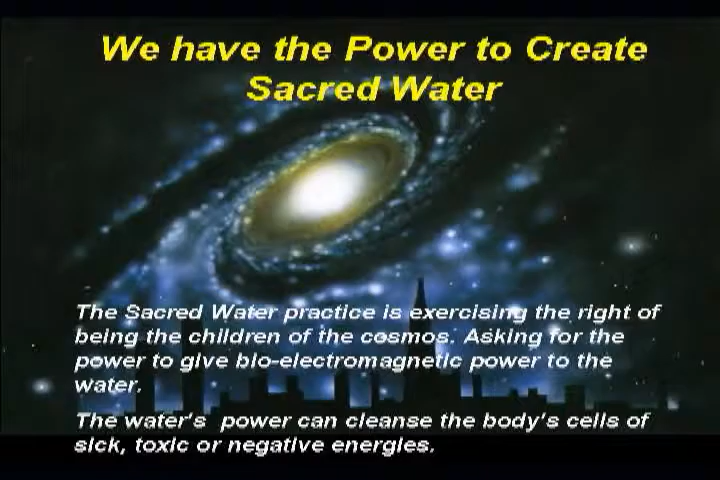 We have the Power to Create
Sacred Water
The Sacred Water practice is exercising the right of
being the children of the cosmos. Asking for the
power to give bio-electromagnetic power to the
water.
The water's power can cleanse the body's cells of
sick, toxic or negative energies.